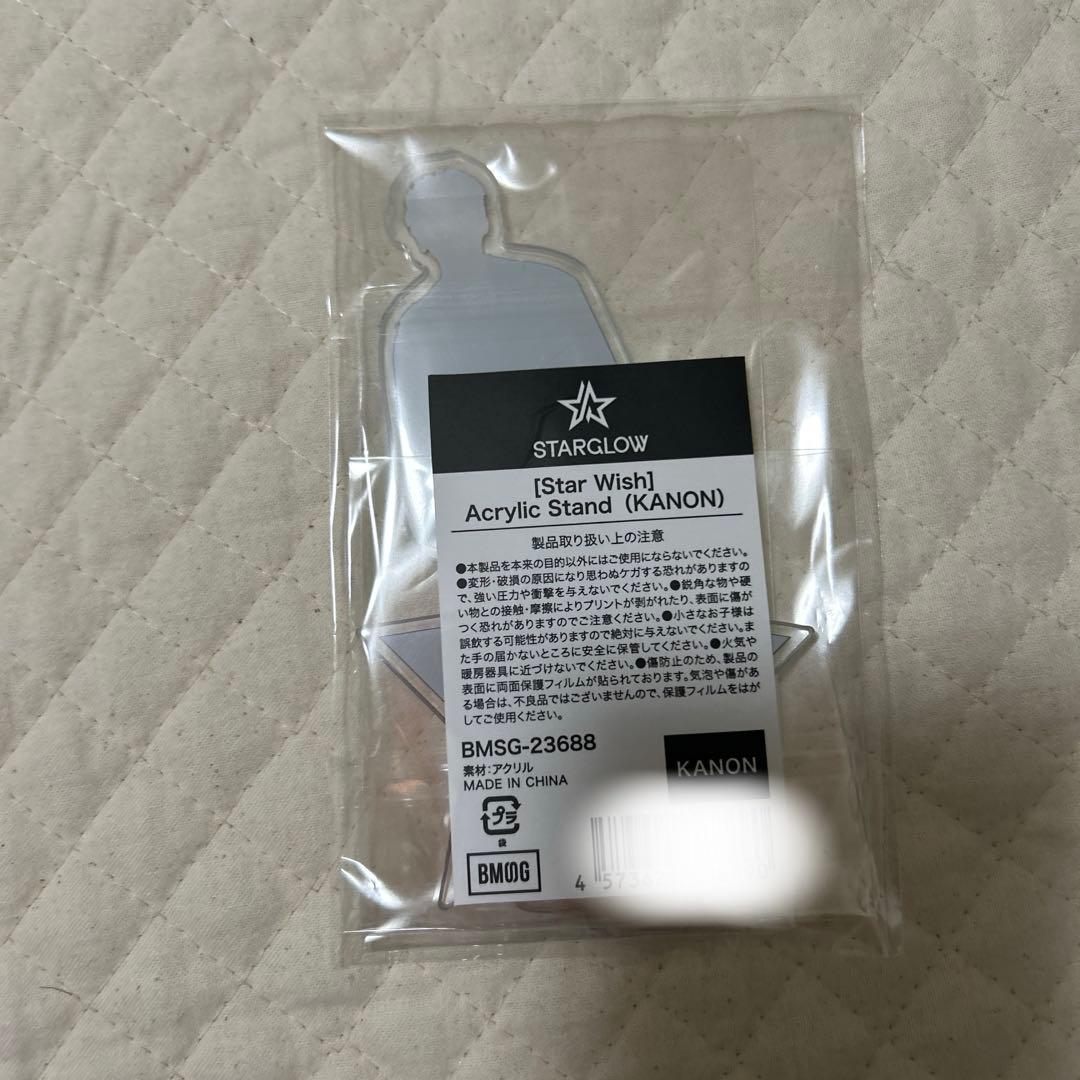 STARGLOW
[Star Wish]
Acrylic Stand（KANON）
製品取り扱い上の注意
●本製品を本来の目的以外にはご使用にならないでください。
●変形・破損の原因になり思わぬケガする恐れがありますの
で、強い圧力や衝撃を与えないでください。●鋭角な物や硬
い物との接触・摩擦によりプリントが剥がれたり、表面に傷が
つく恐れがありますのでご注意ください。●小さなお子様は
誤飲する可能性がありますので絶対に与えないでください。ま
た手の届かないところに安全に保管してください。●火気や
暖房器具に近づけないでください。●傷防止のため、製品の
表面に両面保護フィルムが貼られております。気泡や傷があ
る場合は、不良品ではございませんので、保護フィルムをはが
してご使用ください。
BMSG-23688
KANON
素材：アクリル
MADE IN CHINA
プラ
袋
BMSG
4 573